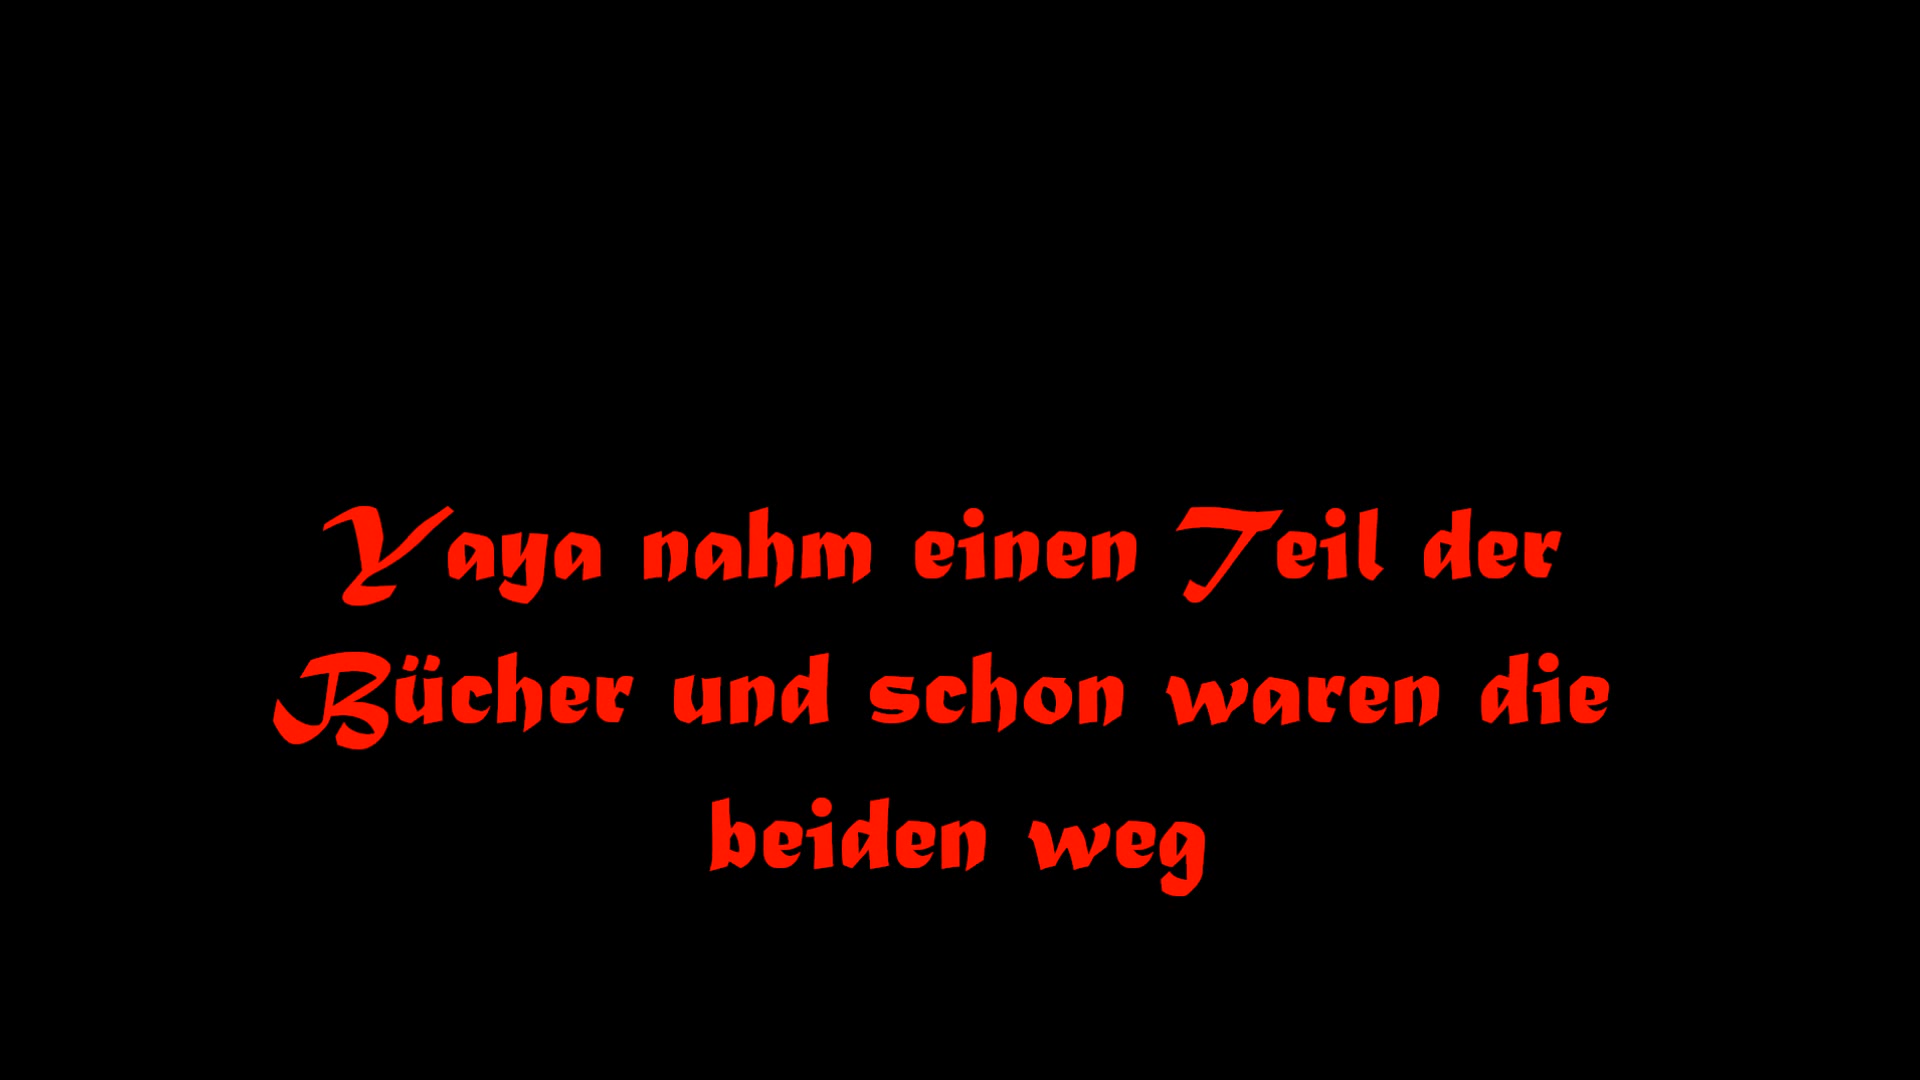 Yaya nahm einen Teil der
Bücher und schon waren die
beiden weg